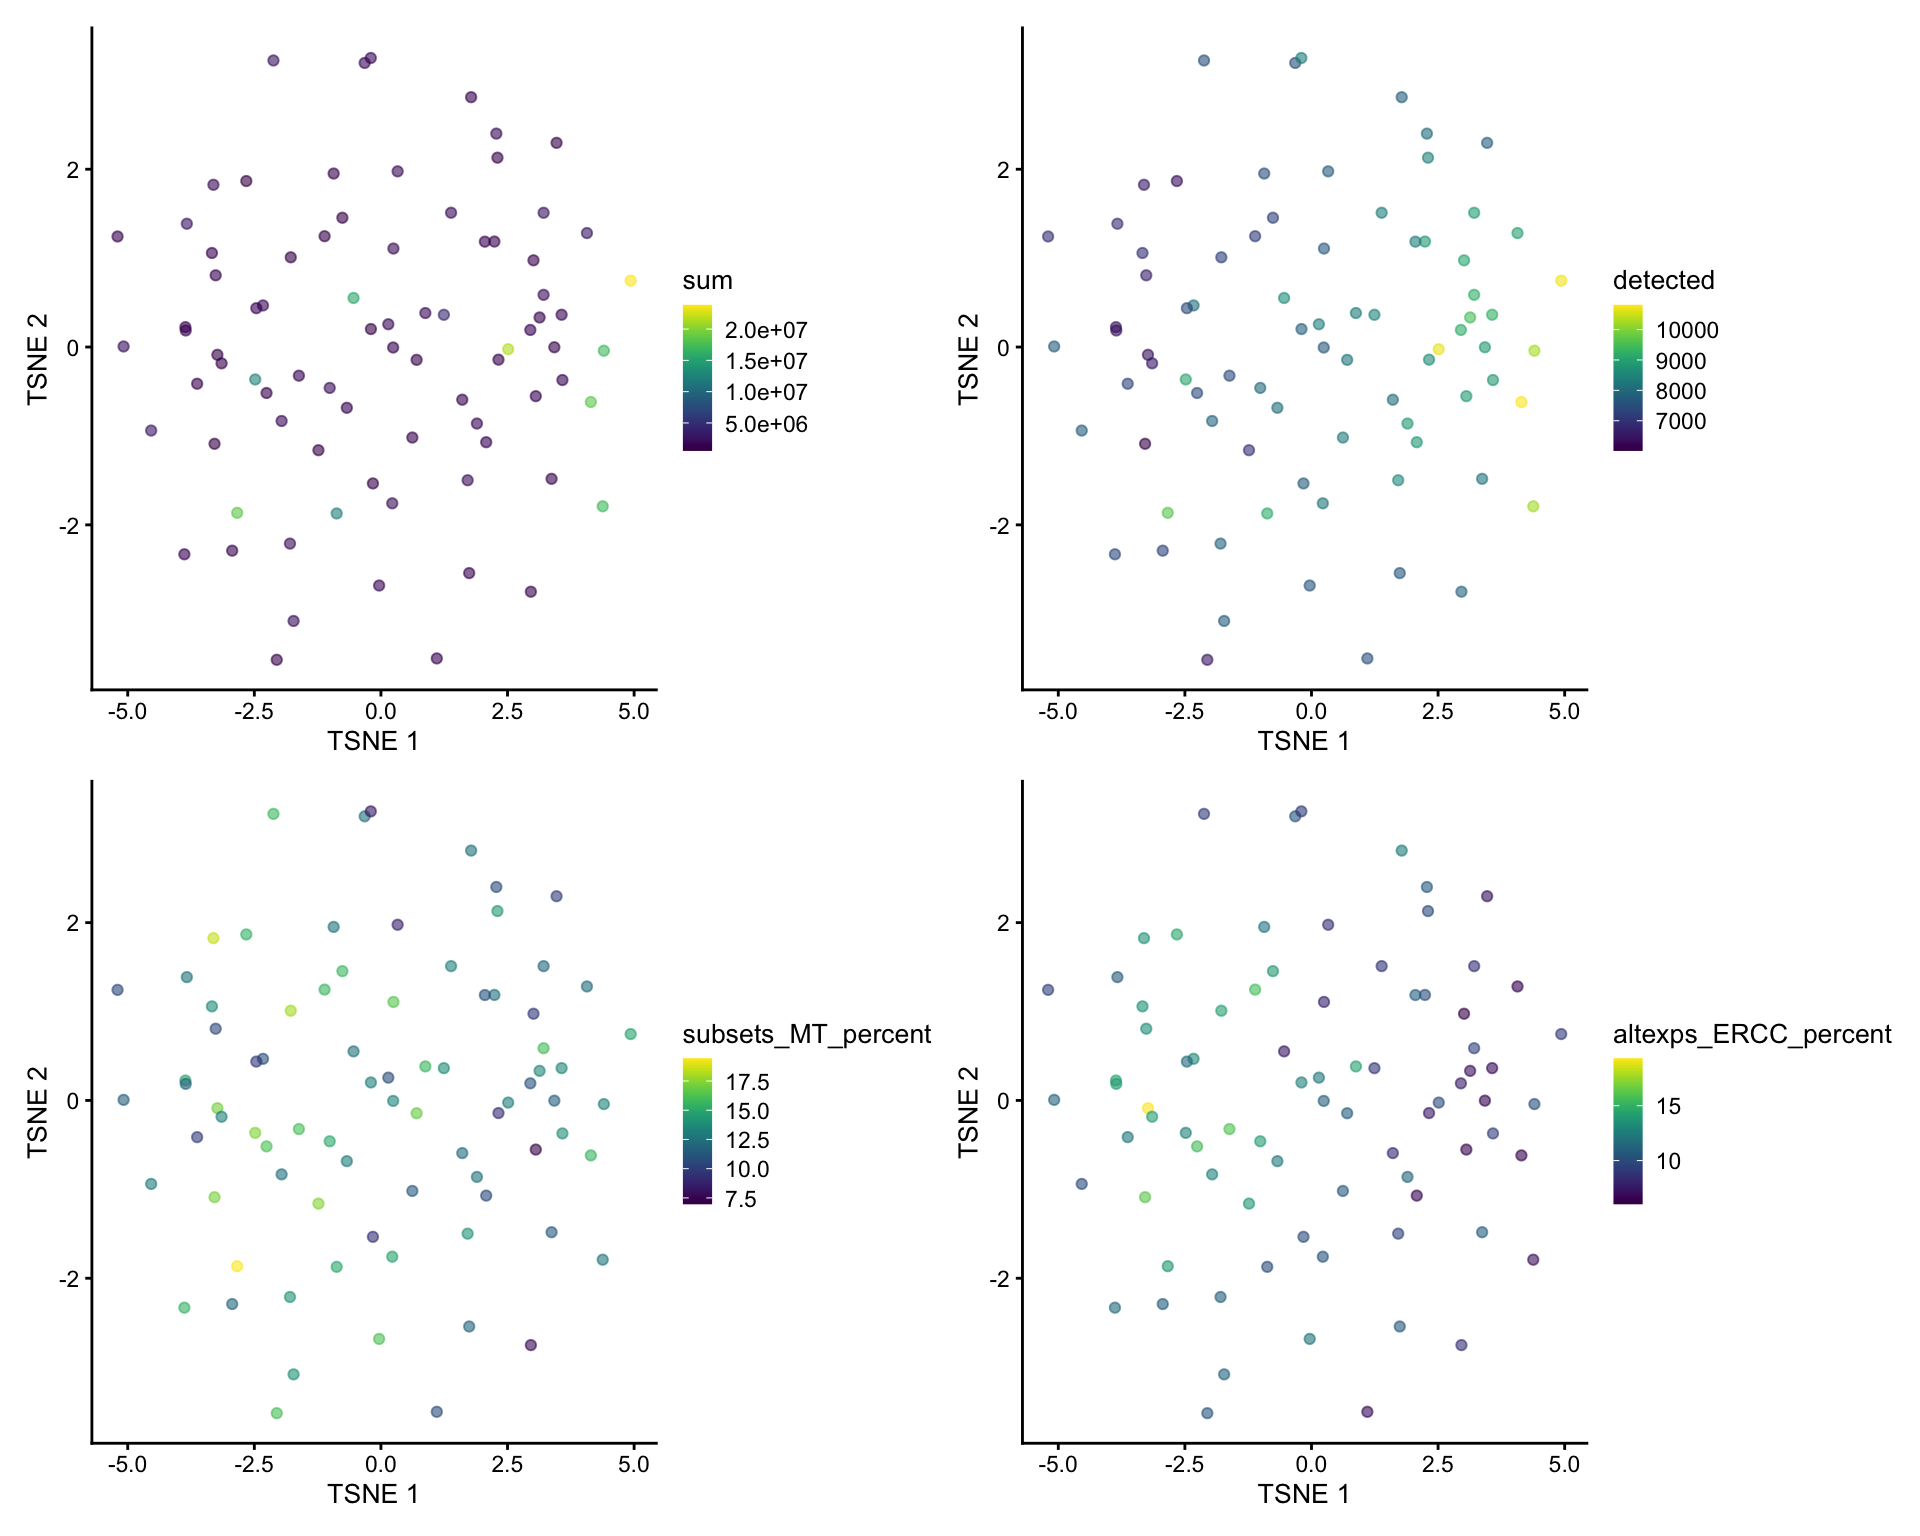 sum
2.0e+07
1.5e+07
1.0e+07
5.0e+06
TSNE 2
2
0
-2
-5.0 -2.5 0.0 2.5 5.0
TSNE 1
detected
10000
9000
8000
7000
TSNE 2
2
0
-2
-5.0 -2.5 0.0 2.5 5.0
TSNE 1
subsets_MT_percent
17.5
15.0
12.5
10.0
7.5
TSNE 2
2
0
-2
-5.0 -2.5 0.0 2.5 5.0
TSNE 1
altexps_ERCC_percent
15
10
TSNE 2
2
0
-2
-5.0 -2.5 0.0 2.5 5.0
TSNE 1